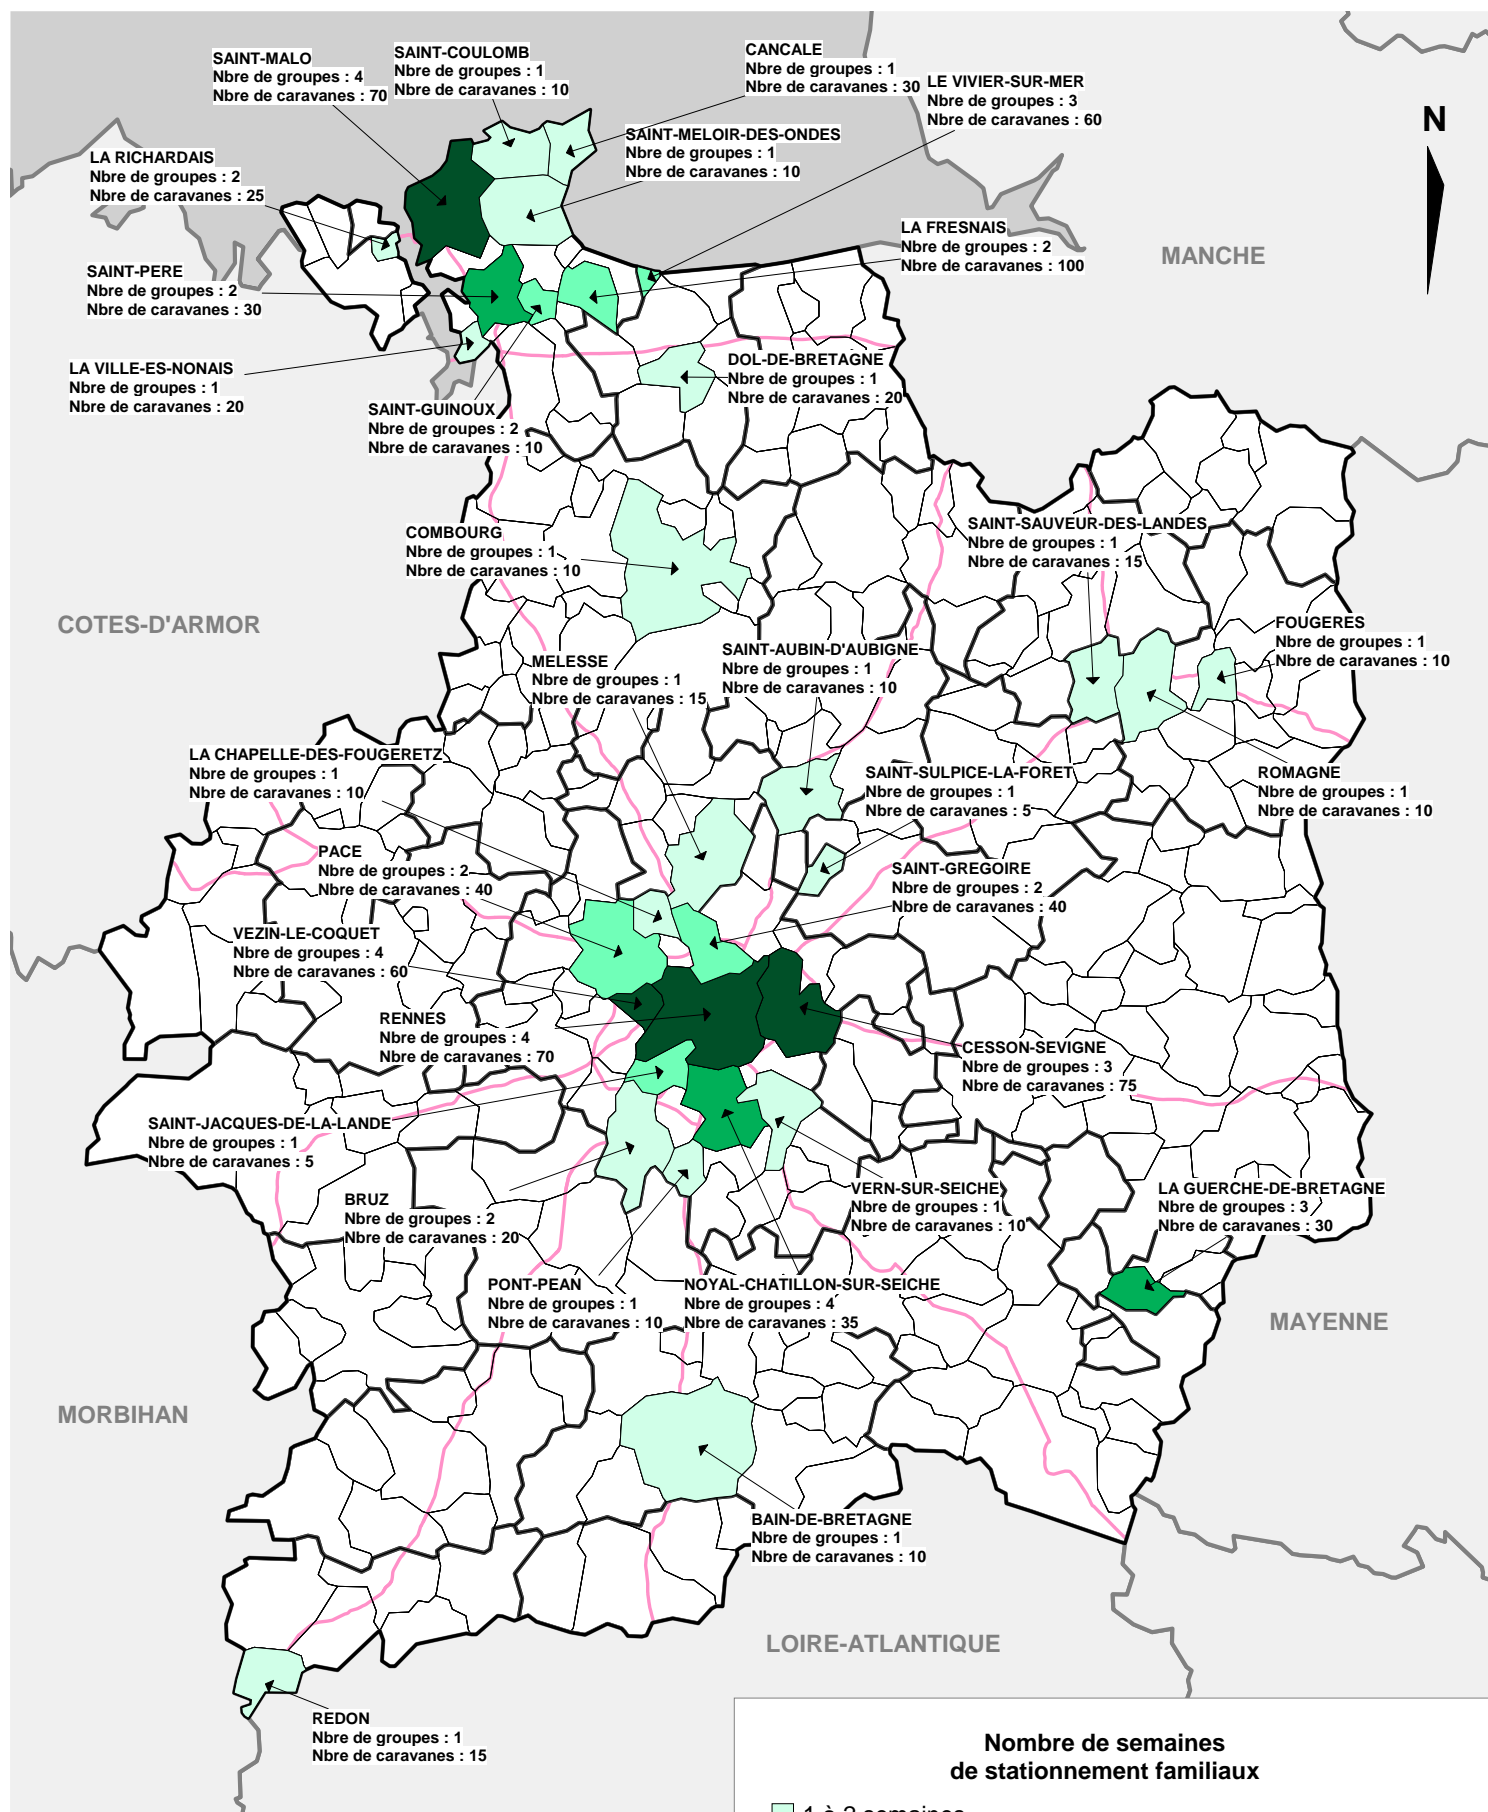 SAINT-MALO
Nbre de groupes : 4
Nbre de caravanes : 70
SAINT-COULOMB
Nbre de groupes : 1
Nbre de caravanes : 10
CANCALE
Nbre de groupes : 1
Nbre de caravanes : 30
LE VIVIER-SUR-MER
Nbre de groupes : 3
Nbre de caravanes : 60
N
SAINT-MELOIR-DES-ONDES
Nbre de groupes : 1
Nbre de caravanes : 10
LA RICHARDAIS
Nbre de groupes : 2
Nbre de caravanes : 25
LA FRESNAIS
Nbre de groupes : 2
Nbre de caravanes : 100
MANCHE
SAINT-PERE
Nbre de groupes : 2
Nbre de caravanes : 30
LA VILLE-ES-NONAIS
Nbre de groupes : 1
Nbre de caravanes : 20
DOL-DE-BRETAGNE
Nbre de groupes : 1
Nbre de caravanes : 20
SAINT-GUINOUX
Nbre de groupes : 2
Nbre de caravanes : 10
COMBOURG
Nbre de groupes : 1
Nbre de caravanes : 10
SAINT-SAUVEUR-DES-LANDES
Nbre de groupes : 1
Nbre de caravanes : 15
COTES-D'ARMOR
FOUGERES
Nbre de groupes : 1
Nbre de caravanes : 10
MELESSE
Nbre de groupes : 1
Nbre de caravanes : 15
SAINT-AUBIN-D'AUBIGNE
Nbre de groupes : 1
Nbre de caravanes : 10
LA CHAPELLE-DES-FOUGERETZ
Nbre de groupes : 1
Nbre de caravanes : 10
SAINT-SULPICE-LA-FORET
Nbre de groupes : 1
Nbre de caravanes : 5
ROMAGNE
Nbre de groupes : 1
Nbre de caravanes : 10
PACE
Nbre de groupes : 2
Nbre de caravanes : 40
SAINT-GREGOIRE
Nbre de groupes : 2
Nbre de caravanes : 40
VEZIN-LE-COQUET
Nbre de groupes : 4
Nbre de caravanes : 60
RENNES
Nbre de groupes : 4
Nbre de caravanes : 70
CESSON-SEVIGNE
Nbre de groupes : 3
Nbre de caravanes : 75
SAINT-JACQUES-DE-LA-LANDE
Nbre de groupes : 1
Nbre de caravanes : 5
BRUZ
Nbre de groupes : 2
Nbre de caravanes : 20
VERN-SUR-SEICHE
Nbre de groupes : 1
Nbre de caravanes : 10
LA GUERCHE-DE-BRETAGNE
Nbre de groupes : 3
Nbre de caravanes : 30
PONT-PEAN
Nbre de groupes : 1
Nbre de caravanes : 10
NOYAL-CHATILLON-SUR-SEICHE
Nbre de groupes : 4
Nbre de caravanes : 35
MAYENNE
MORBIHAN
BAIN-DE-BRETAGNE
Nbre de groupes : 1
Nbre de caravanes : 10
LOIRE-ATLANTIQUE
REDON
Nbre de groupes : 1
Nbre de caravanes : 15
Nombre de semaines
de stationnement familiaux
1 à 2 semaines